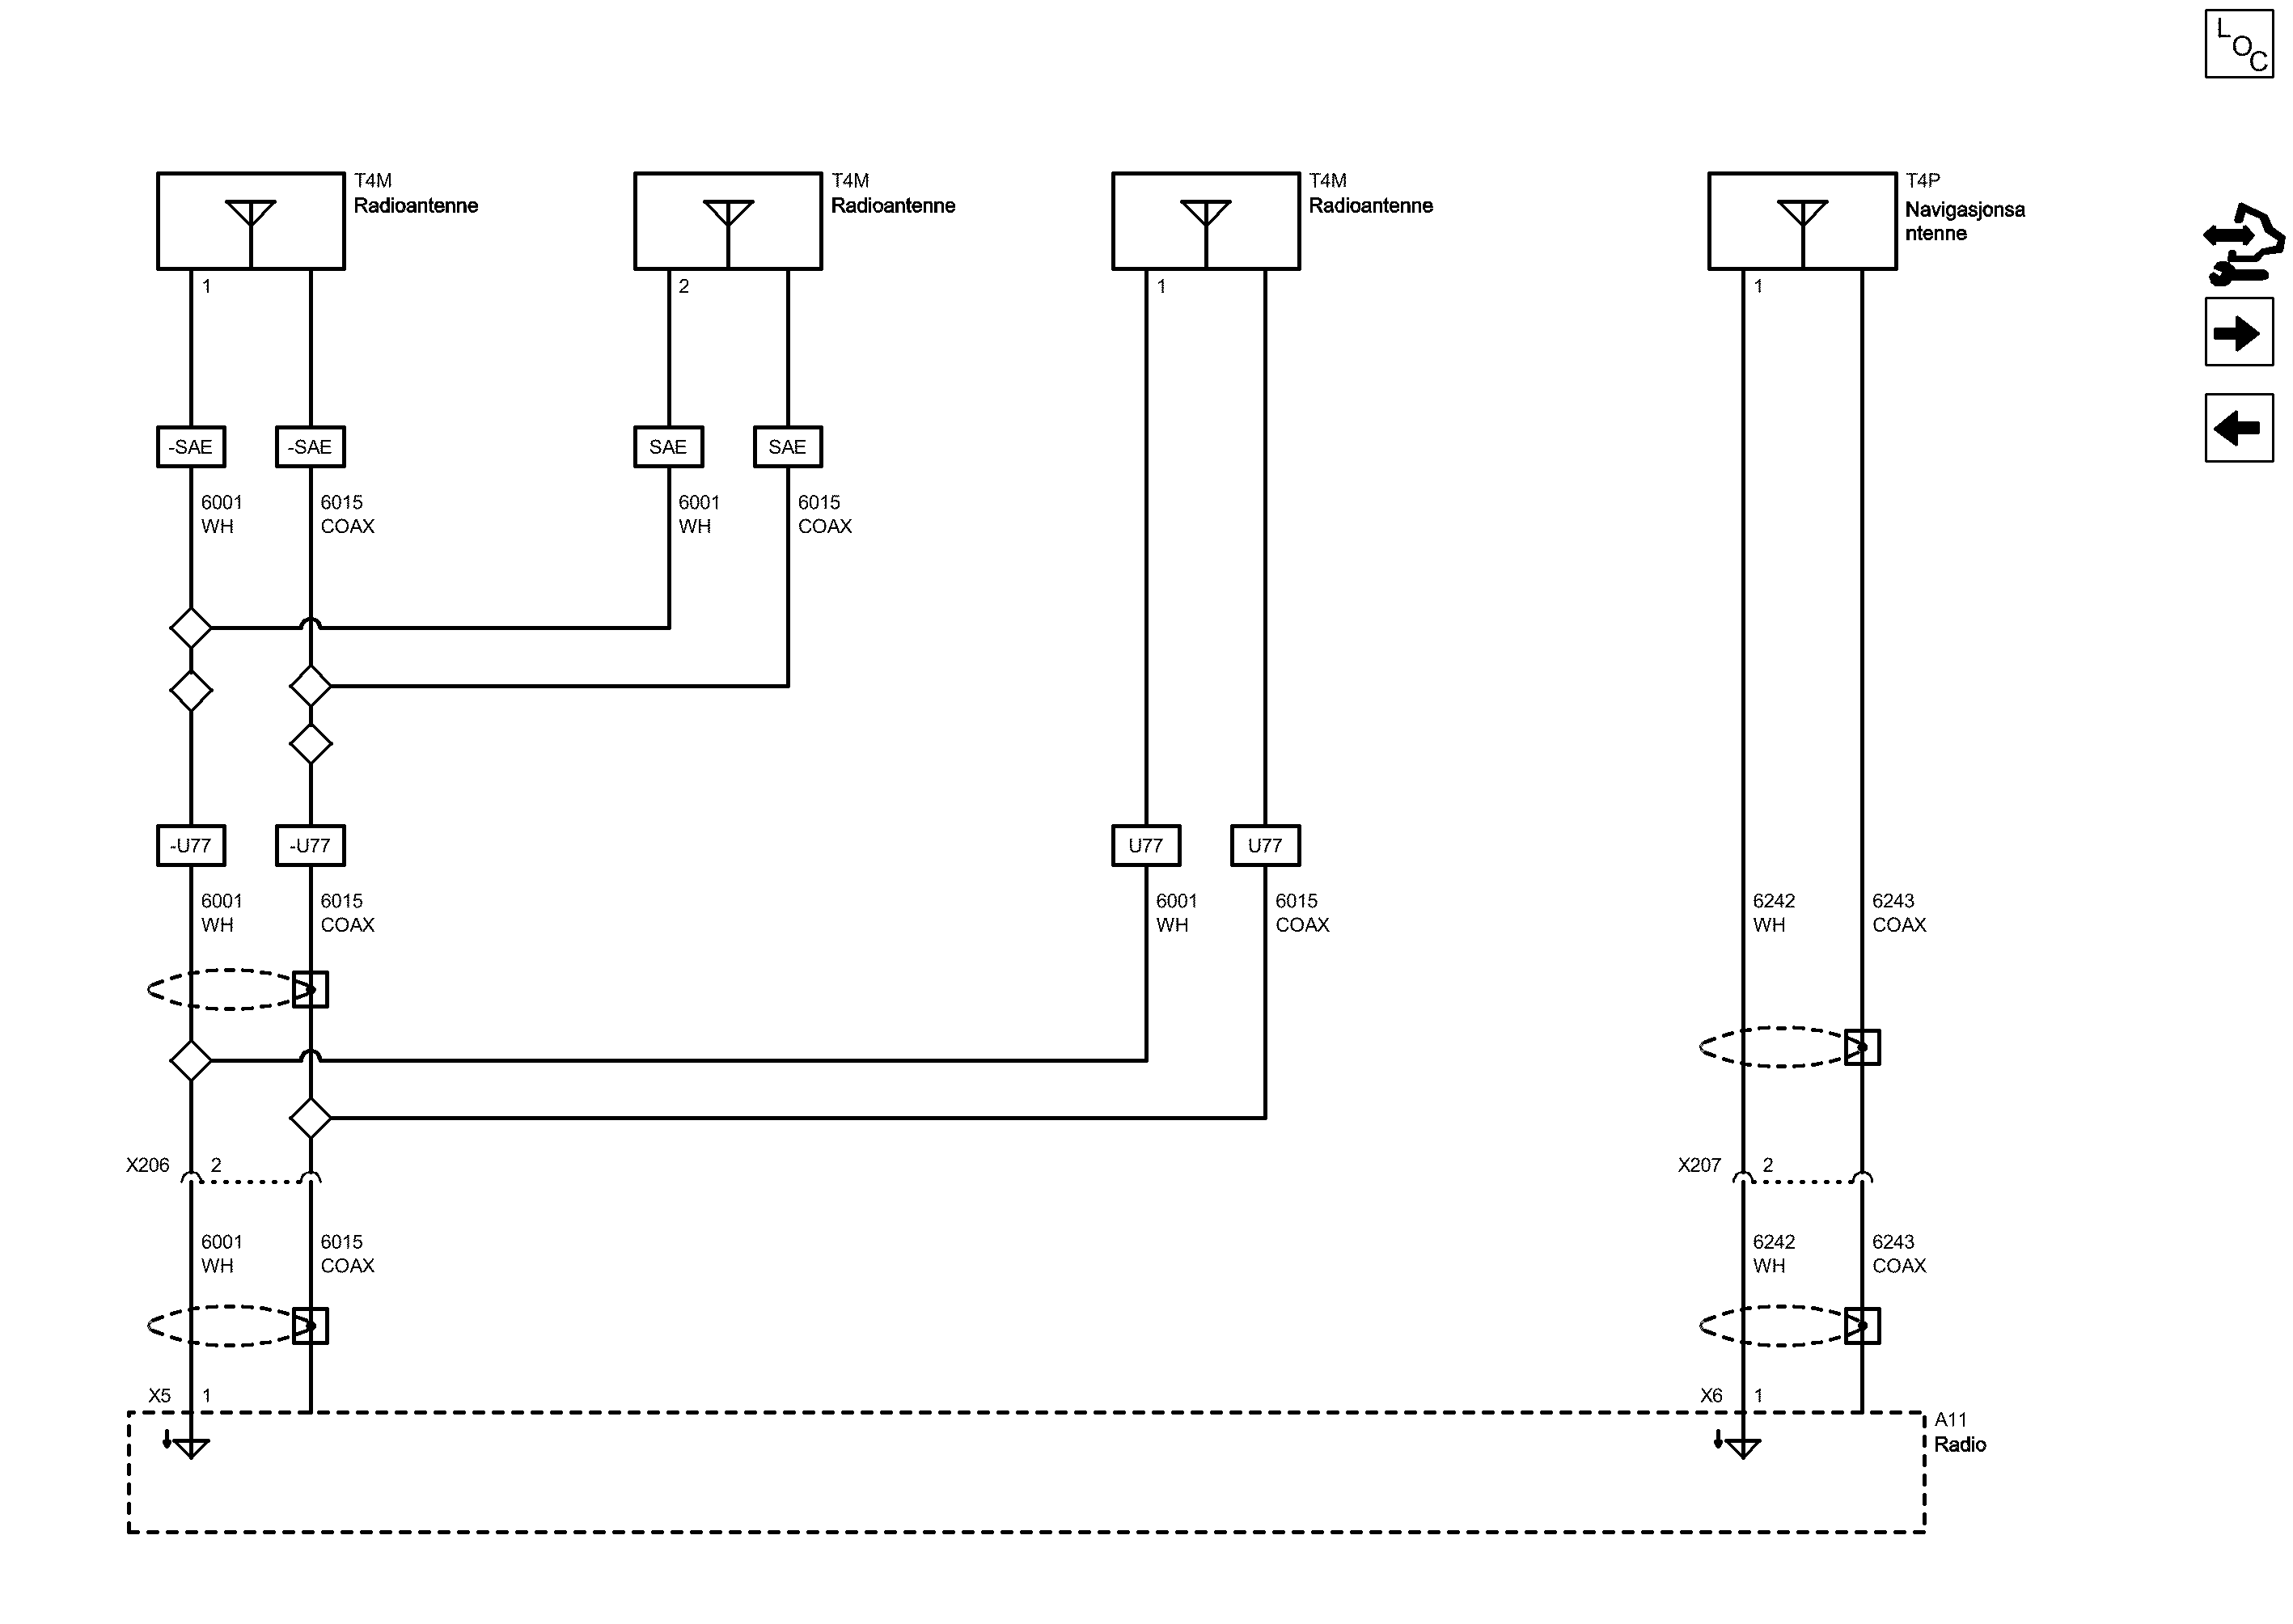 LOC
T4M
Radioantenne
T4M
Radioantenne
T4M
Radioantenne
T4P
Navigasjonsa
ntenne
1
2
1
1
-SAE
-SAE
SAE
SAE
6001
WH
6015
COAX
6001
WH
6015
COAX
-U77
-U77
U77
U77
6001
WH
6015
COAX
6001
WH
6015
COAX
6242
WH
6243
COAX
X206
2
X207
2
6001
WH
6015
COAX
6242
WH
6243
COAX
X5
1
X6
1
A11
Radio